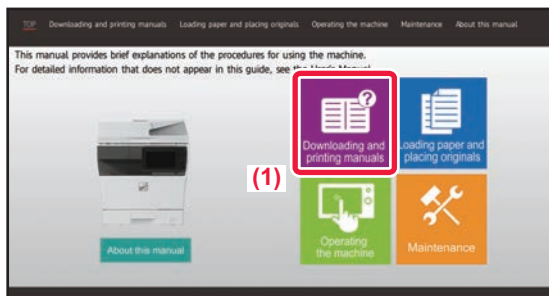 TOP Downloading and printing manuals Loading paper and placing originals Operating the machine Maintenance About this manual
This manual provides brief explanations of the procedures for using the machine.
For detailed information that does not appear in this guide, see the User's Manual.
Downloading and
printing manuals
Loading paper and
placing originals
(1)
Operating
the machine
Maintenance
About this manual